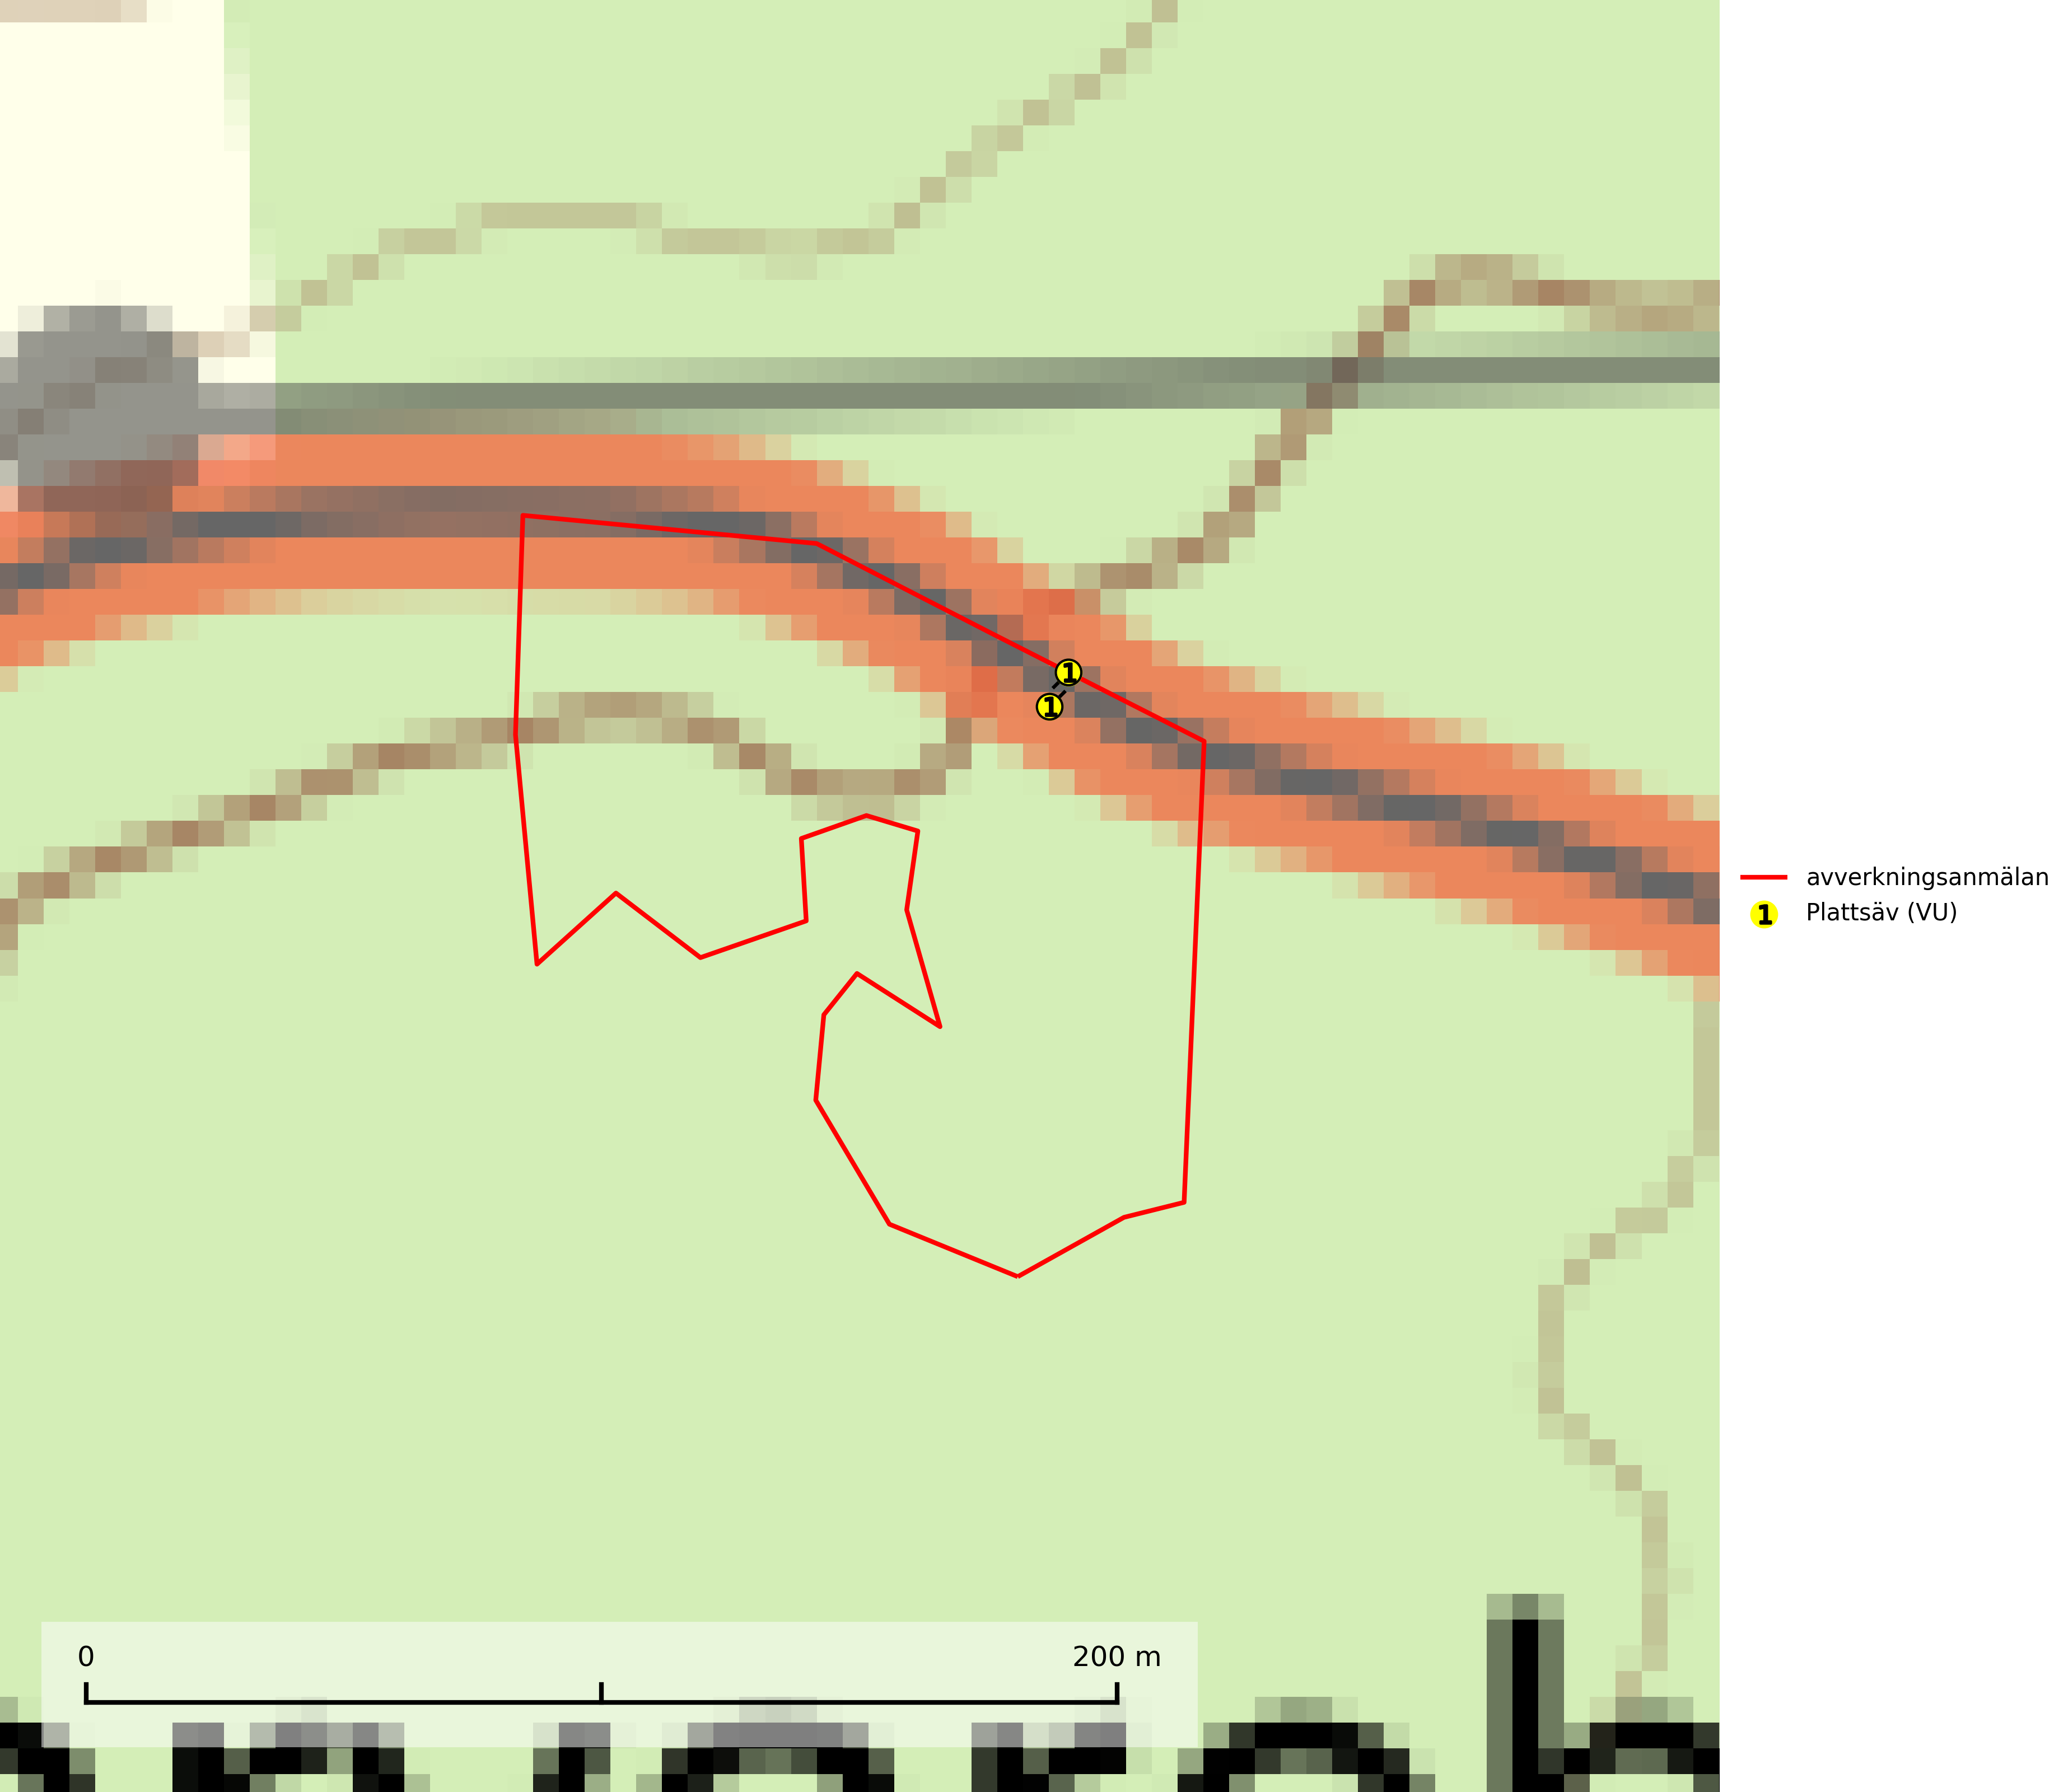 1
1
avverkningsanmälan
1 Plattsäv (VU)
0 200 m